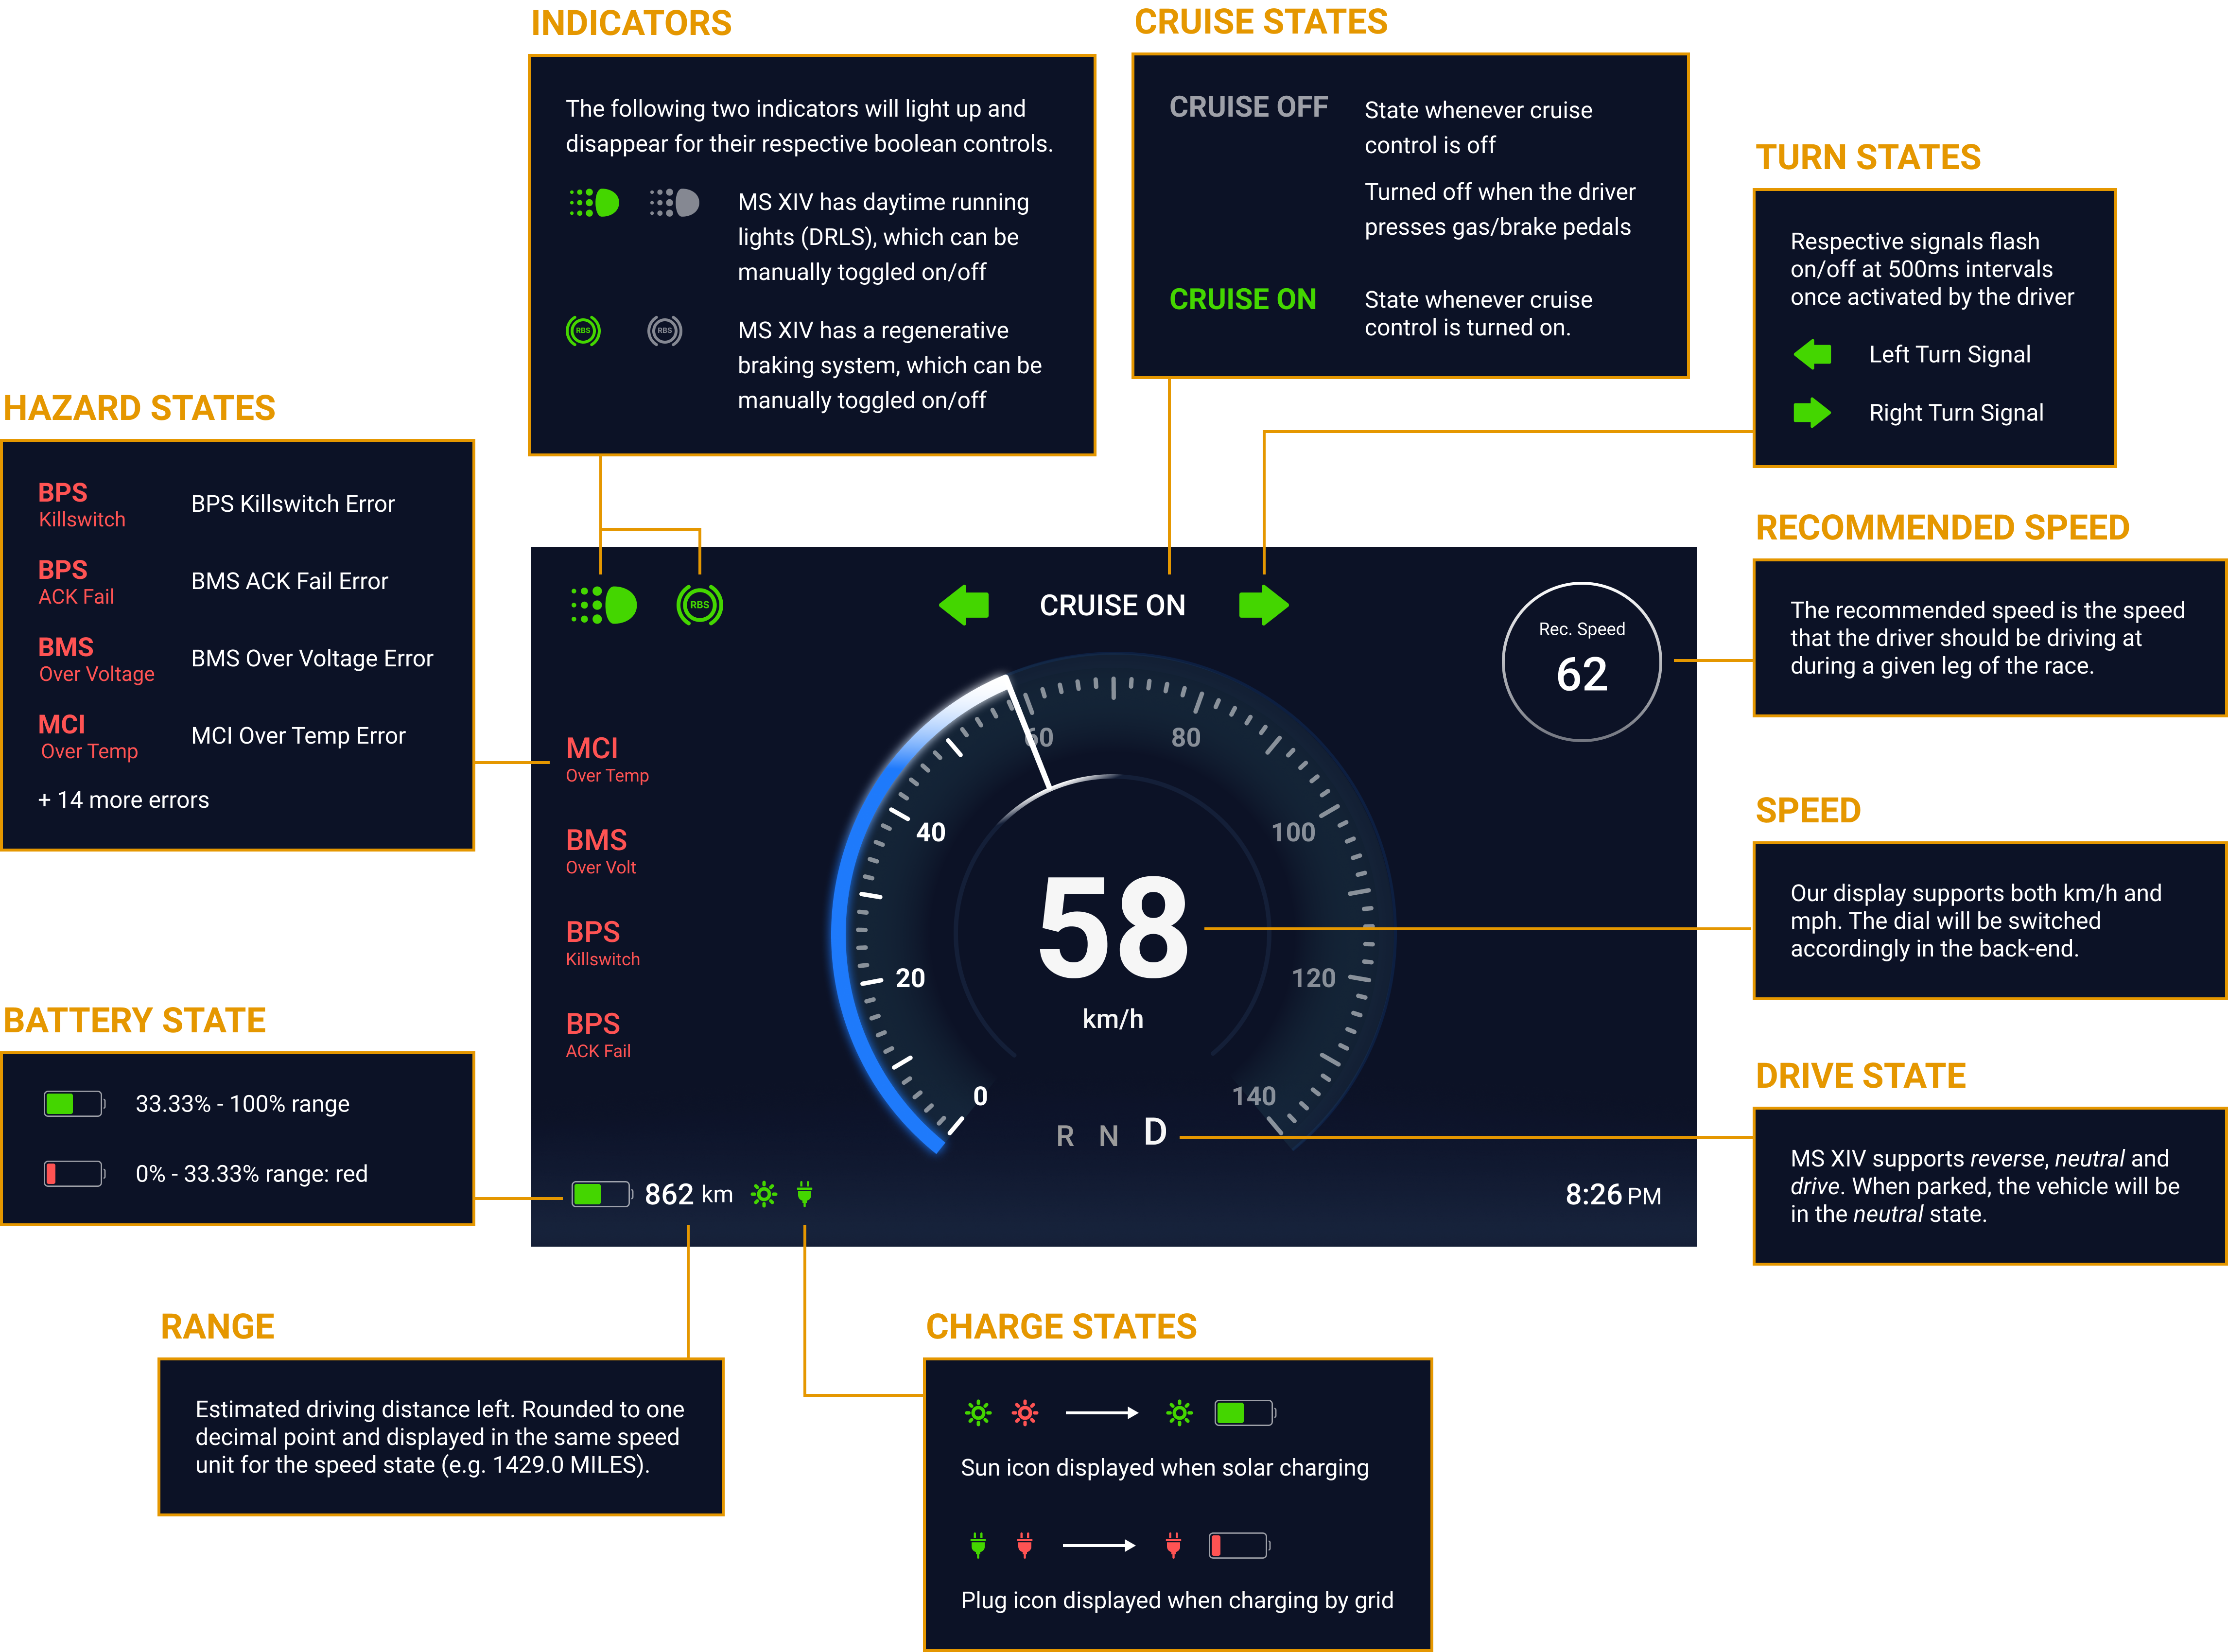 INDICATORS
The following two indicators will light up and
disappear for their respective boolean controls.
MS XIV has daytime running
lights (DRLS), which can be
manually toggled on/off
RBS
RBS
MS XIV has a regenerative
braking system, which can be
manually toggled on/off
CRUISE STATES
CRUISE OFF
State whenever cruise
control is off
Turned off when the driver
presses gas/brake pedals
CRUISE ON
State whenever cruise
control is turned on.
TURN STATES
Respective signals flash
on/off at 500ms intervals
once activated by the driver
Left Turn Signal
Right Turn Signal
HAZARD STATES
BPS
Killswitch
BPS Killswitch Error
BPS
ACK Fail
BMS ACK Fail Error
BMS
Over Voltage
BMS Over Voltage Error
MCI
Over Temp
MCI Over Temp Error
+ 14 more errors
RECOMMENDED SPEED
The recommended speed is the speed
that the driver should be driving at
during a given leg of the race.
RBS
CRUISE ON
Rec. Speed
62
MCI
Over Temp
BMS
Over Volt
BPS
Killswitch
BPS
ACK Fail
0
20
40
60
80
100
120
140
58
km/h
R N D
862 km
8:26 PM
SPEED
Our display supports both km/h and
mph. The dial will be switched
accordingly in the back-end.
BATTERY STATE
33.33% - 100% range
0% - 33.33% range: red
DRIVE STATE
MS XIV supports reverse, neutral and
drive. When parked, the vehicle will be
in the neutral state.
RANGE
Estimated driving distance left. Rounded to one
decimal point and displayed in the same speed
unit for the speed state (e.g. 1429.0 MILES).
CHARGE STATES
Sun icon displayed when solar charging
Plug icon displayed when charging by grid